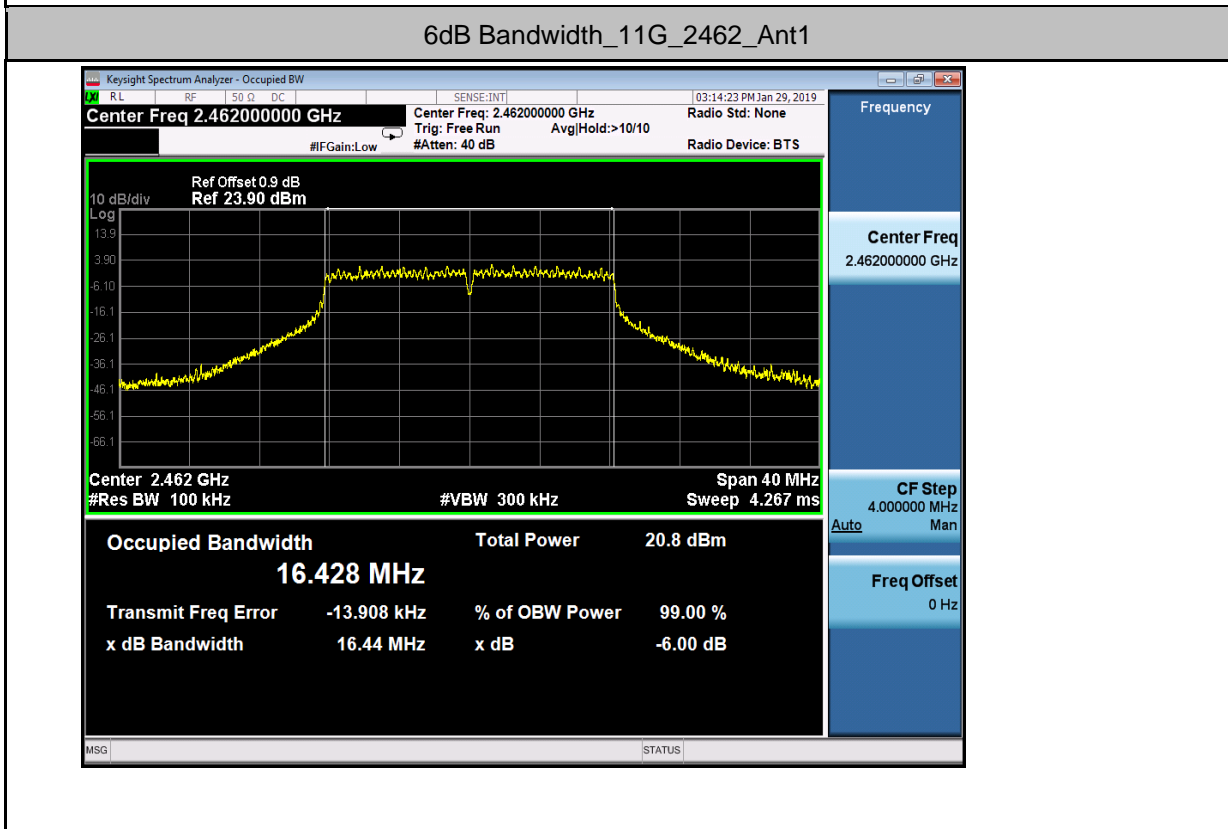 6dB Bandwidth_11G_2462_Ant1
Keysight Spectrum Analyzer - Occupied BW
LXI RL RF 50 Ω DC SENSE:INT 03:14:23 PM Jan 29, 2019
Center Freq 2.462000000 GHz
Center Freq: 2.462000000 GHz Radio Std: None
Trig: Free Run Avg|Hold:>10/10
#IFGain:Low #Atten: 40 dB Radio Device: BTS
Ref Offset 0.9 dB
10 dB/div Ref 23.90 dBm
Log
13.9
3.90
-6.10
-16.1
-26.1
-36.1
-46.1
-56.1
-66.1
Center 2.462 GHz Span 40 MHz
#Res BW 100 kHz #VBW 300 kHz Sweep 4.267 ms
Occupied Bandwidth Total Power 20.8 dBm
16.428 MHz
Transmit Freq Error -13.908 kHz % of OBW Power 99.00 %
x dB Bandwidth 16.44 MHz x dB -6.00 dB
MSG STATUS
Frequency
Center Freq
2.462000000 GHz
CF Step
4.000000 MHz
Auto Man
Freq Offset
0 Hz